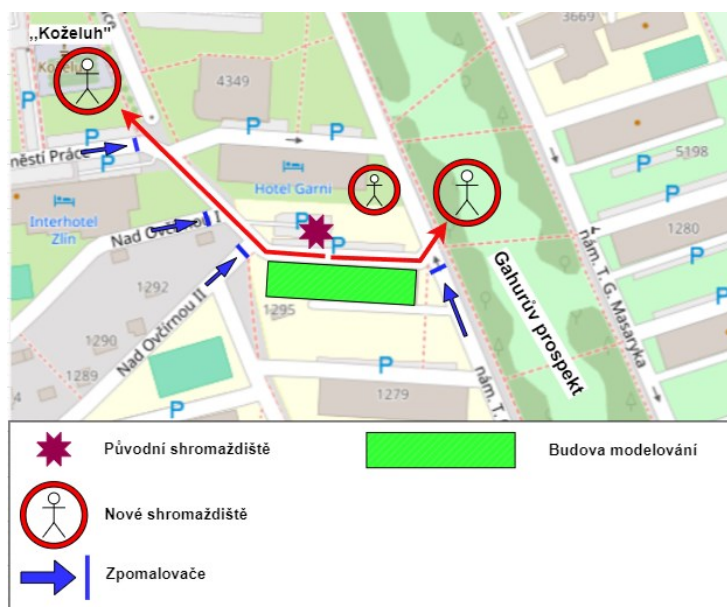 ,,Koželuh"
3669
4349
P
P
P
P
P
městí Práce
5198
Hotel Garni
Interhotel
Zlín
Nad Ovčírnou I
P
P
1280
nám. T. G. Masaryka
Gahurův prospekt
1292
Nad Ovčírnou II
1295
1290
1289
P
1279
P
nám. T.
Původní shromaždiště
Budova modelování
Nové shromaždiště
Zpomalovače